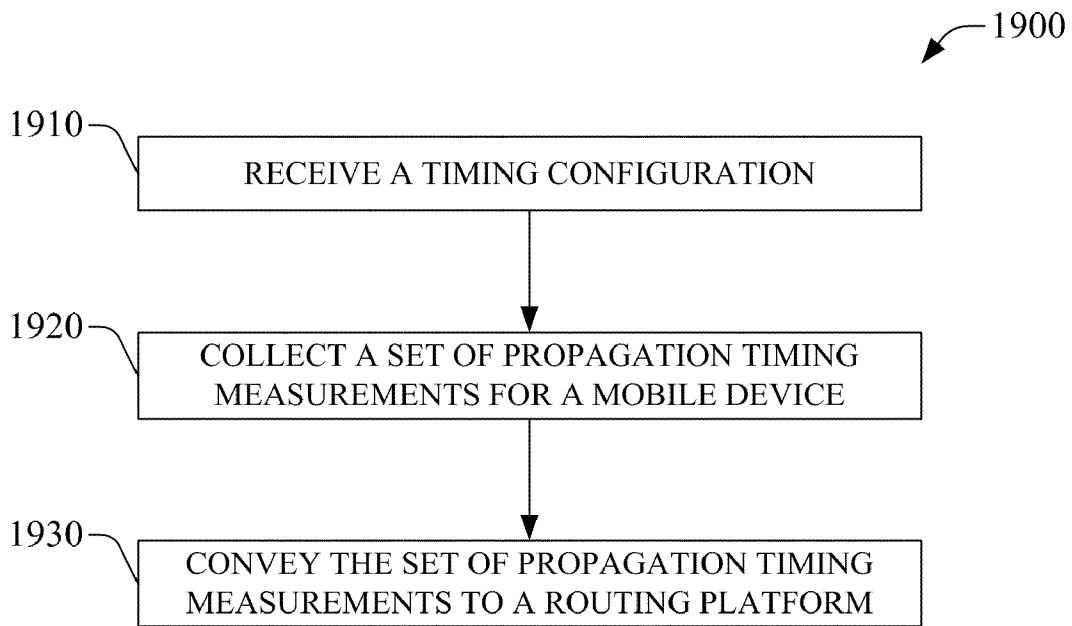 1900
1910
RECEIVE A TIMING CONFIGURATION
1920
COLLECT A SET OF PROPAGATION TIMING
MEASUREMENTS FOR A MOBILE DEVICE
1930
CONVEY THE SET OF PROPAGATION TIMING
MEASUREMENTS TO A ROUTING PLATFORM